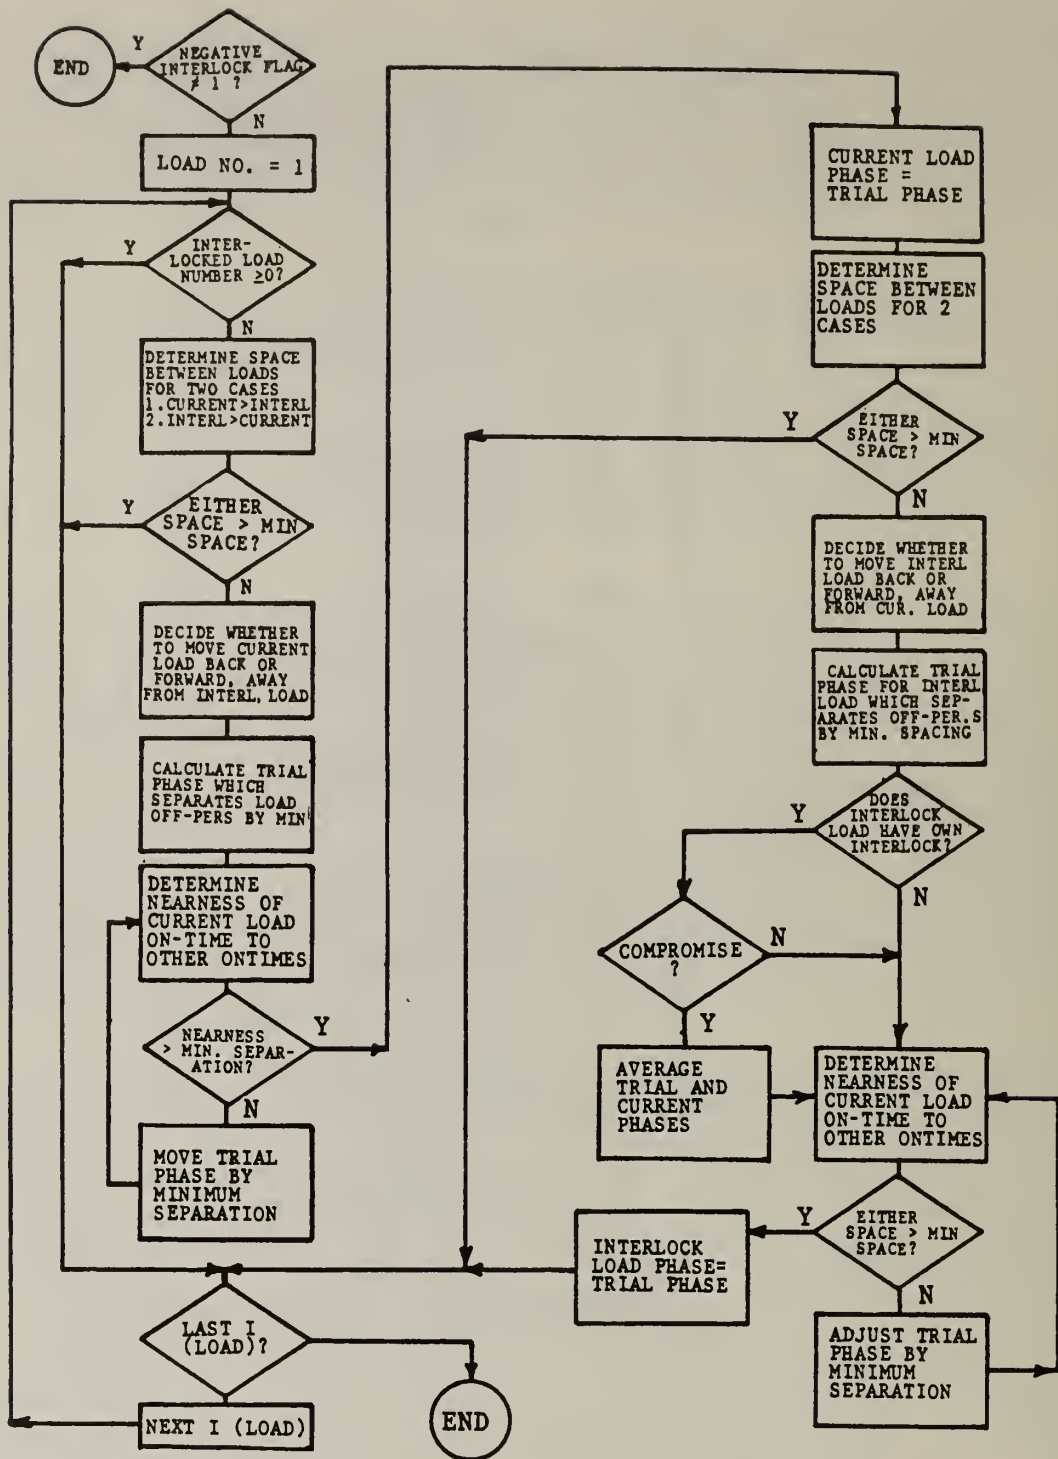 END
Y
NEGATIVE
INTERLOCK FLAG
≠ 1 ?
N
LOAD NO. = 1
Y
INTER-
LOCKED LOAD
NUMBER ≥0?
N
DETERMINE SPACE
BETWEEN LOADS
FOR TWO CASES
1.CURRENT>INTERL
2.INTERL>CURRENT
Y
EITHER
SPACE > MIN
SPACE?
N
DECIDE WHETHER
TO MOVE CURRENT
LOAD BACK OR
FORWARD, AWAY
FROM INTERL, LOAD
CALCULATE TRIAL
PHASE WHICH
SEPARATES LOAD
OFF-PERS BY MIN
DETERMINE
NEARNESS OF
CURRENT LOAD
ON-TIME TO
OTHER ONTIMES
Y
NEARNESS
> MIN. SEPAR-
ATION?
N
MOVE TRIAL
PHASE BY
MINIMUM
SEPARATION
LAST I
(LOAD)?
NEXT I (LOAD)
END
CURRENT LOAD
PHASE =
TRIAL PHASE
DETERMINE
SPACE BETWEEN
LOADS FOR 2
CASES
Y
EITHER
SPACE > MIN
SPACE?
N
DECIDE WHETHER
TO MOVE INTERL
LOAD BACK OR
FORWARD, AWAY
FROM CUR. LOAD
CALCULATE TRIAL
PHASE FOR INTERL
LOAD WHICH SEP-
ARATES OFF-PER.S
BY MIN. SPACING
Y
DOES
INTERLOCK
LOAD HAVE OWN
INTERLOCK?
N
COMPROMISE
?
N
Y
AVERAGE
TRIAL AND
CURRENT
PHASES
DETERMINE
NEARNESS OF
CURRENT LOAD
ON-TIME TO
OTHER ONTIMES
Y
EITHER
SPACE > MIN
SPACE?
N
INTERLOCK
LOAD PHASE=
TRIAL PHASE
ADJUST TRIAL
PHASE BY
MINIMUM
SEPARATION